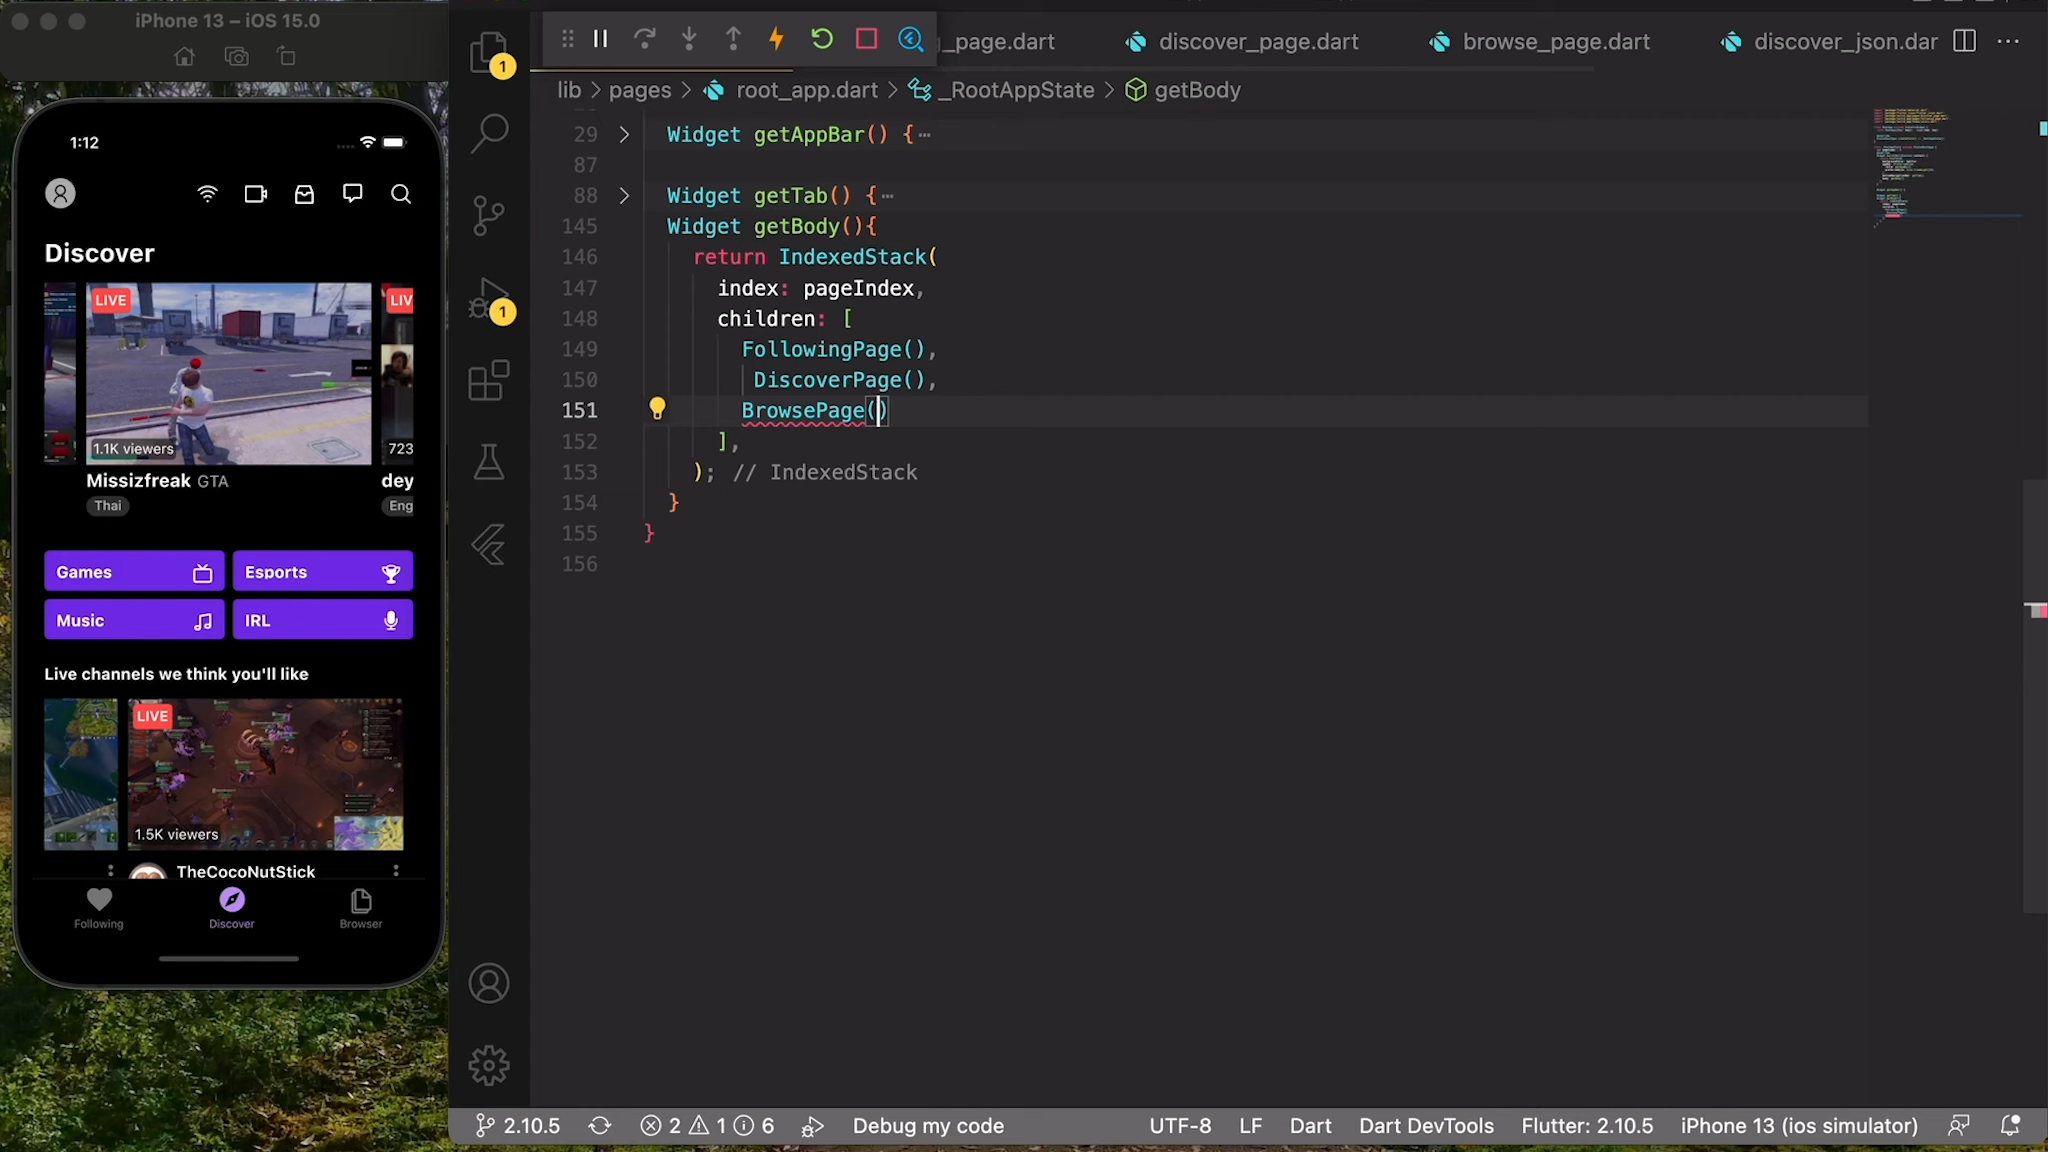 iPhone 13 – iOS 15.0
1:12
Discover
LIVE
LIV
1.1K viewers
723
Missizfreak GTA
dey
Thai
Eng
Games
Esports
Music
IRL
Live channels we think you'll like
LIVE
1.5K viewers
TheCocoNutStick
Following
Discover
Browser
1
1
_page.dart
discover_page.dart
browse_page.dart
discover_json.dar
lib > pages > root_app.dart > _RootAppState > getBody
29 Widget getAppBar() {
87
88 Widget getTab() {
145 Widget getBody(){
146 return IndexedStack(
147 index: pageIndex,
148 children: [
149 FollowingPage(),
150 DiscoverPage(),
151 BrowsePage()
152 ],
153 ); // IndexedStack
154 }
155 }
156
2.10.5
2 1 6
Debug my code
UTF-8
LF
Dart
Dart DevTools
Flutter: 2.10.5
iPhone 13 (ios simulator)